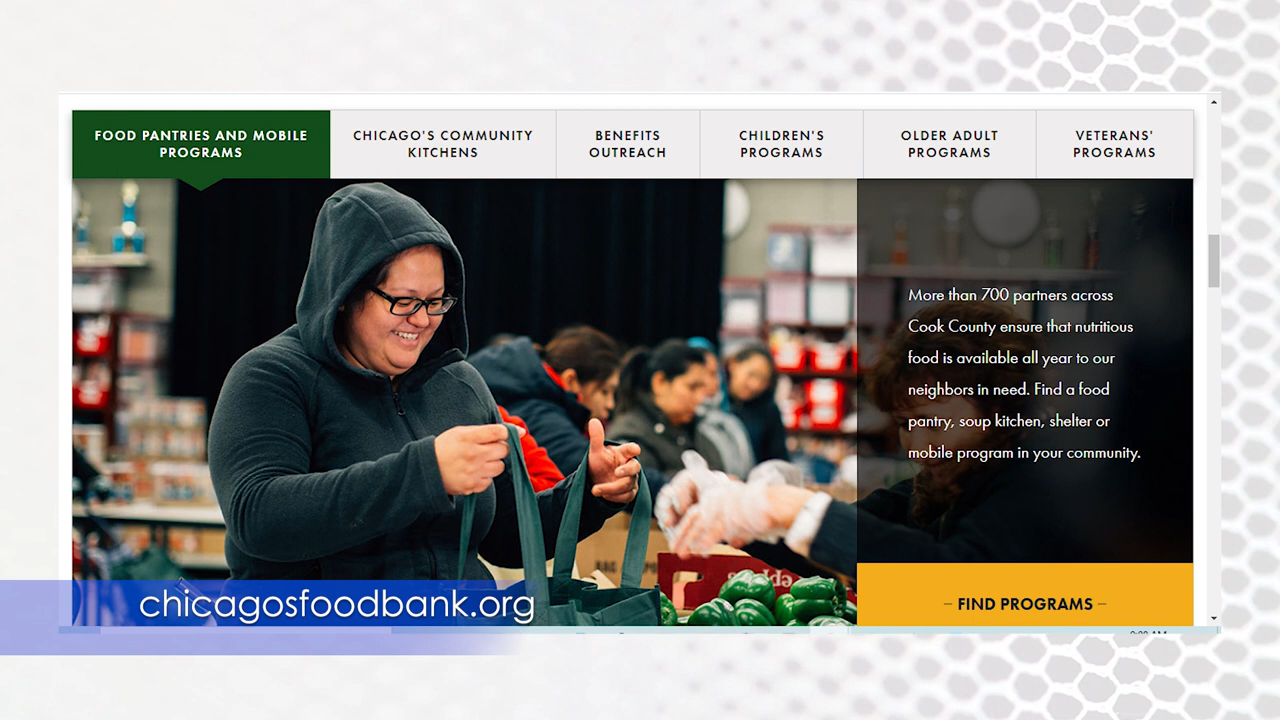 FOOD PANTRIES AND MOBILE
PROGRAMS
CHICAGO'S COMMUNITY
KITCHENS
BENEFITS
OUTREACH
CHILDREN'S
PROGRAMS
OLDER ADULT
PROGRAMS
VETERANS'
PROGRAMS
More than 700 partners across
Cook County ensure that nutritious
food is available all year to our
neighbors in need. Find a food
pantry, soup kitchen, shelter or
mobile program in your community.
– FIND PROGRAMS –
chicagosfoodbank.org